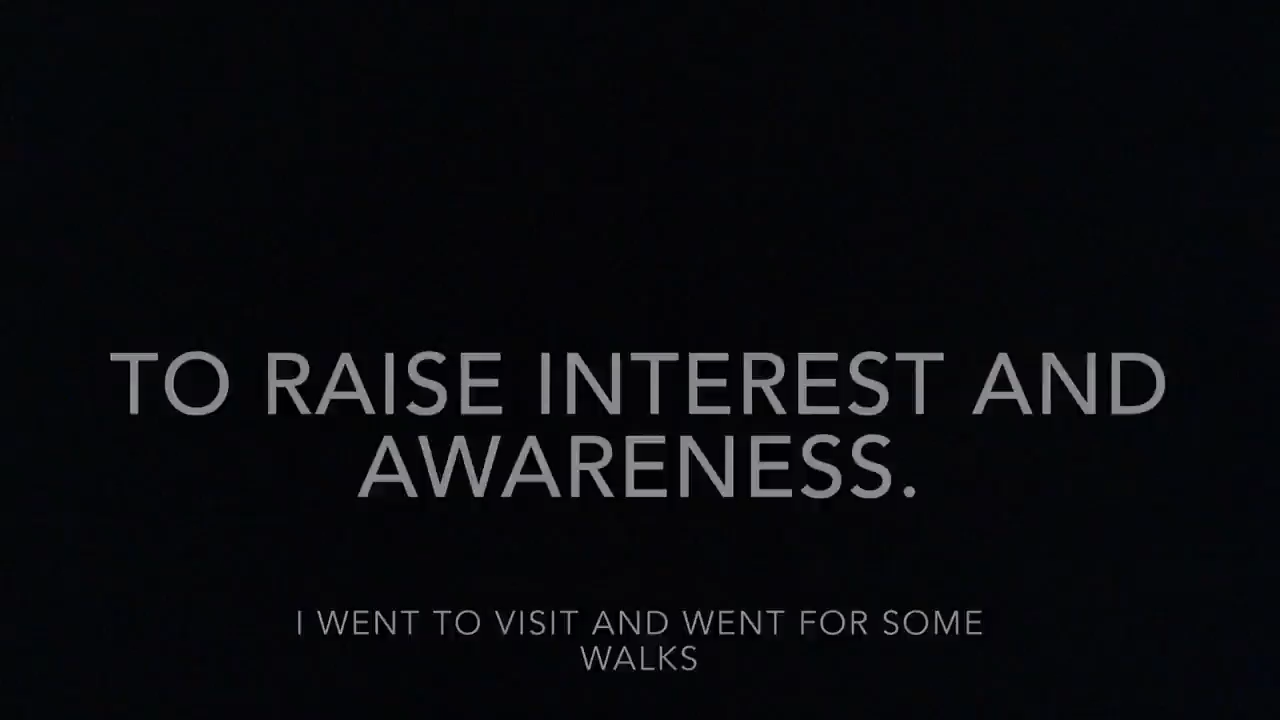 TO RAISE INTEREST AND
AWARENESS.
I WENT TO VISIT AND WENT FOR SOME
WALKS